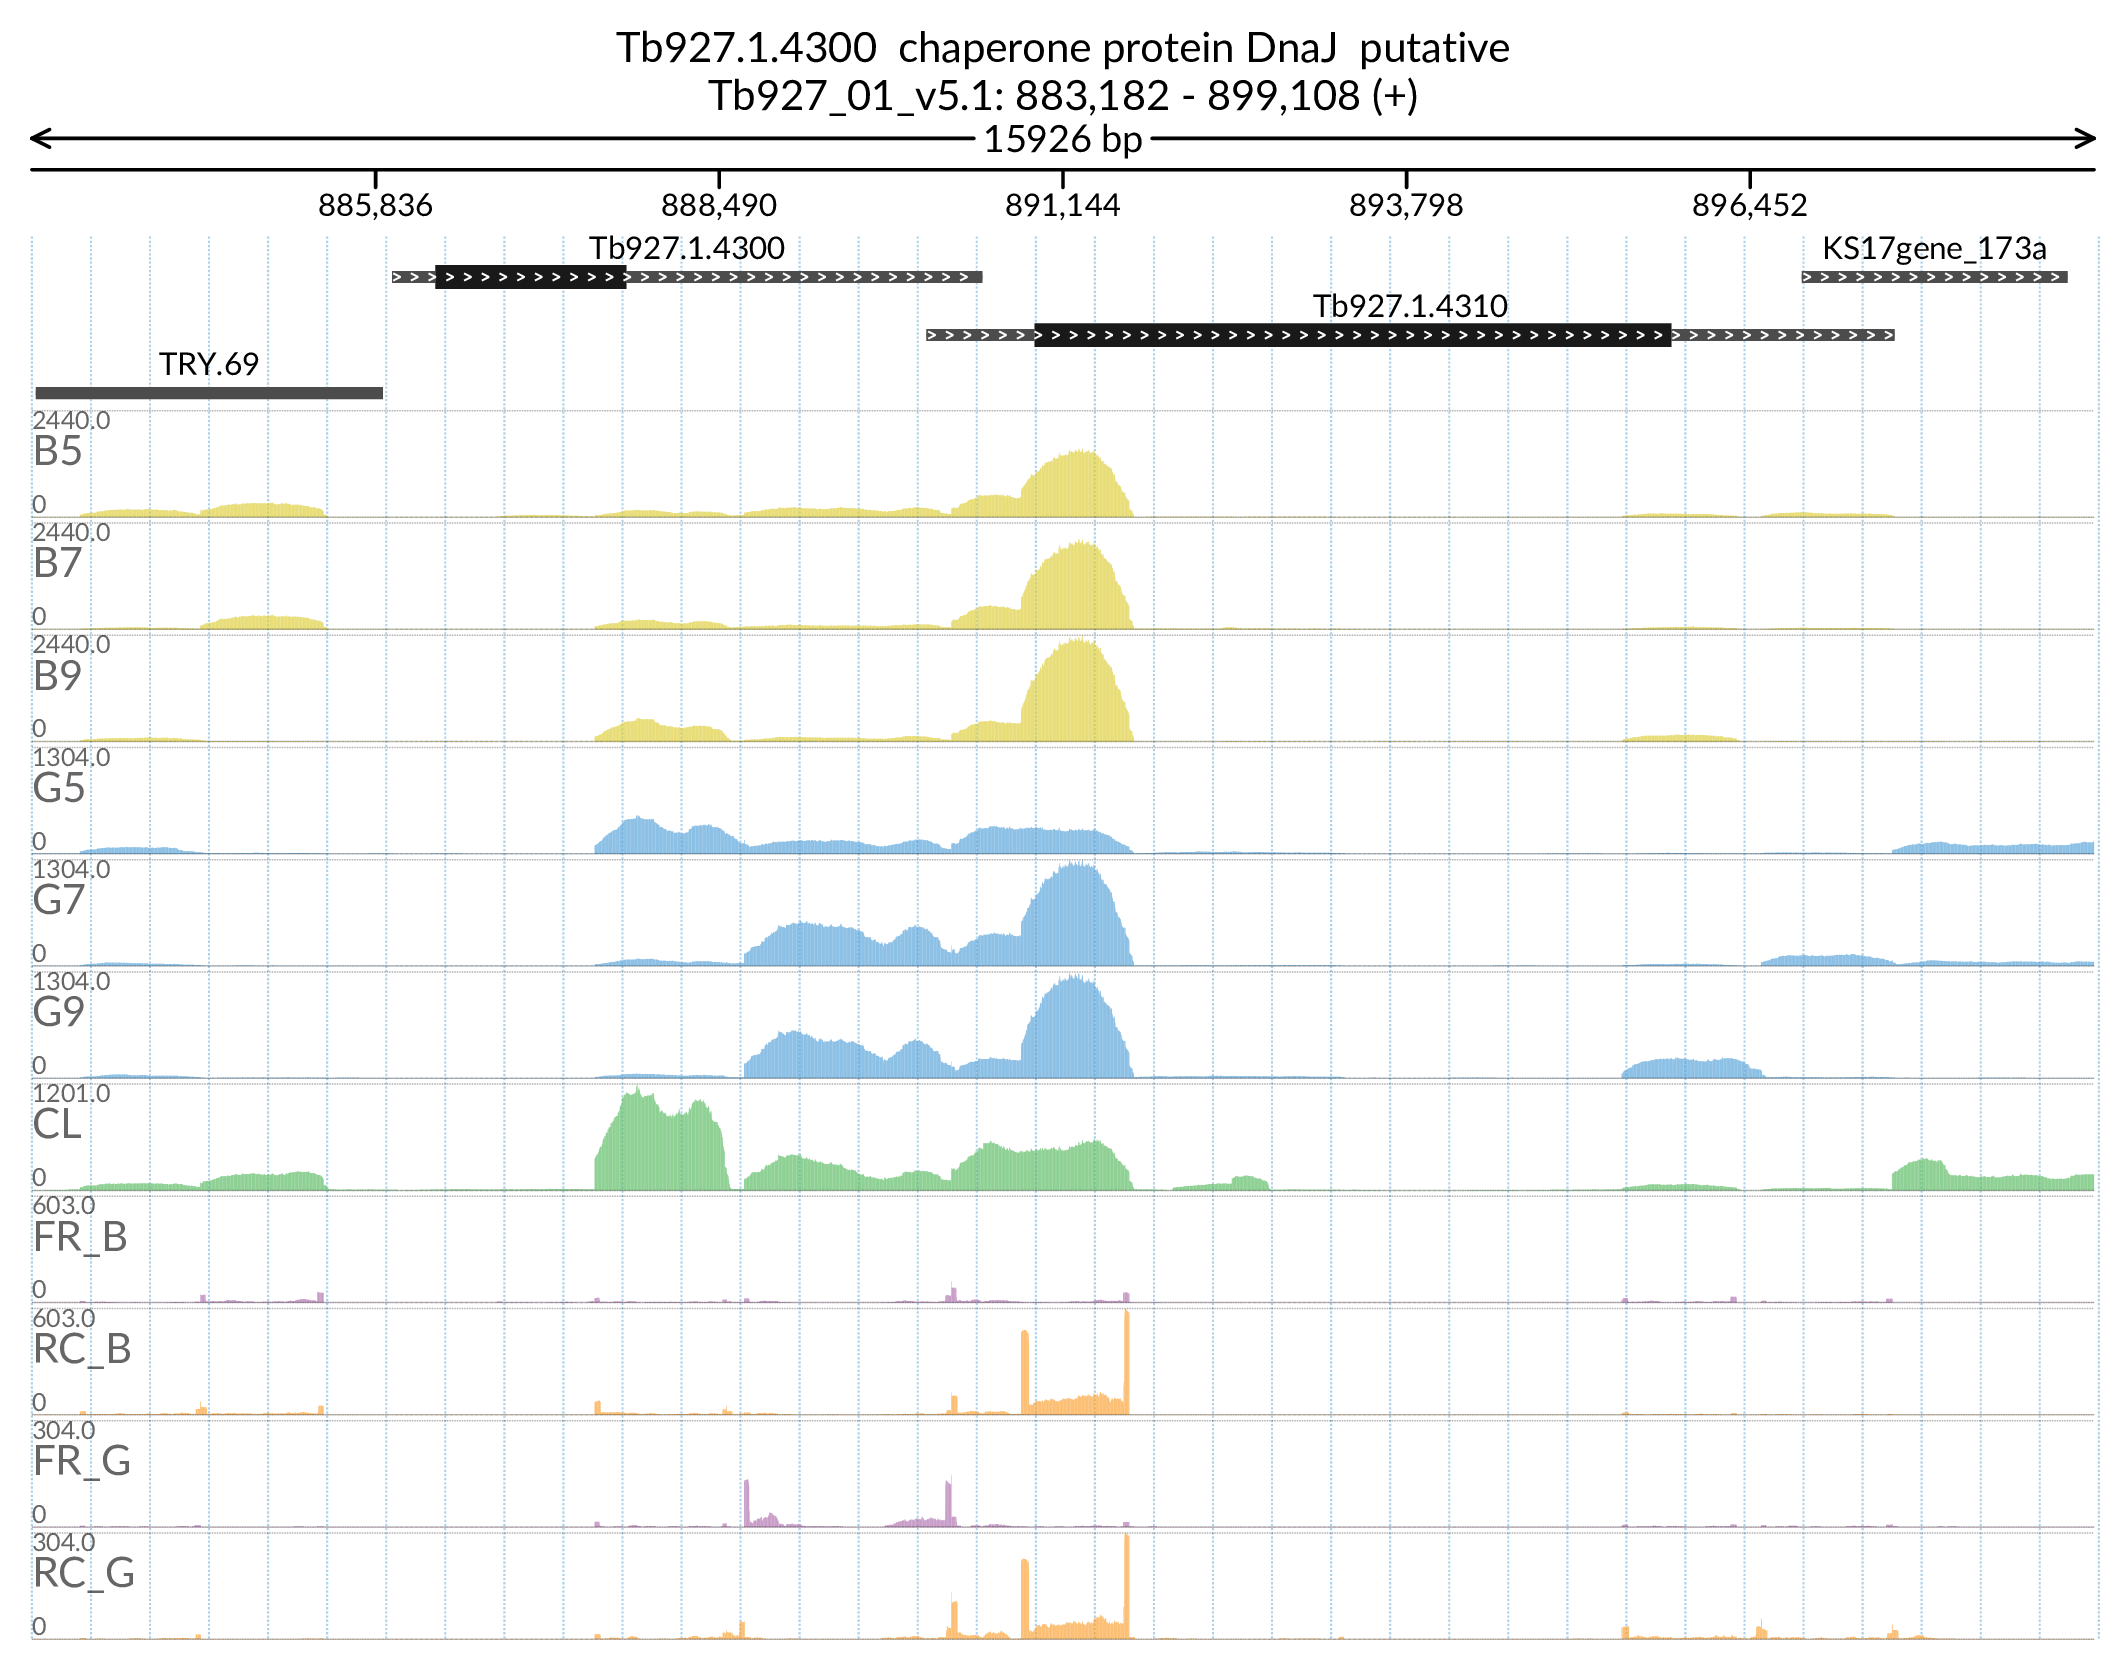 Tb927.1.4300 chaperone protein DnaJ putative
Tb927_01_v5.1: 883,182 - 899,108 (+)
15926 bp
885,836 888,490 891,144 893,798 896,452
Tb927.1.4300 KS17gene_173a
Tb927.1.4310
TRY.69
2440.0
B5
0
2440.0
B7
0
2440.0
B9
0
1304.0
G5
0
1304.0
G7
0
1304.0
G9
0
1201.0
CL
0
603.0
FR_B
0
603.0
RC_B
0
304.0
FR_G
0
304.0
RC_G
0